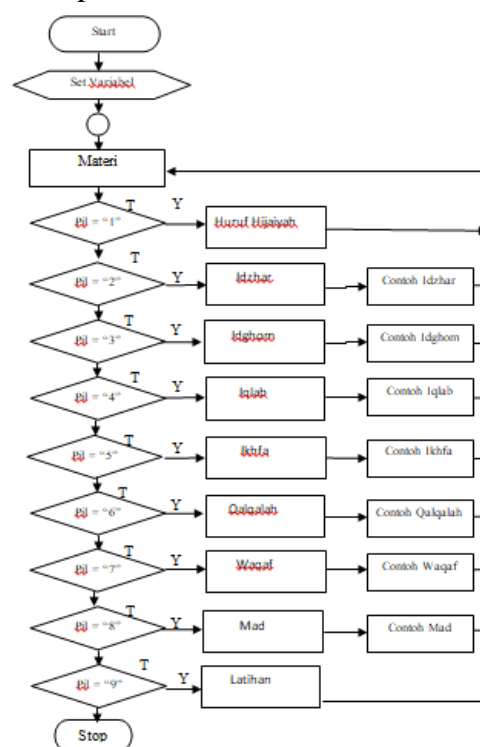 Start
Set Variabel
Materi
T Y
Pil = "1"
Huruf Hijaiyah
T
Pil = "2"
Y
Idzhar
Contoh Idzhar
T
Pil = "3"
Y
Idghom
Contoh Idghom
T
Pil = "4"
Y
Iqlab
Contoh Iqlab
T
Pil = "5"
Y
Ikhfa
Contoh Ikhfa
T
Pil = "6"
Y
Qalqalah
Contoh Qalqalah
T
Pil = "7"
Y
Waqaf
Contoh Waqaf
T
Pil = "8"
Y
Mad
Contoh Mad
T
Pil = "9"
Y
Latihan
Stop